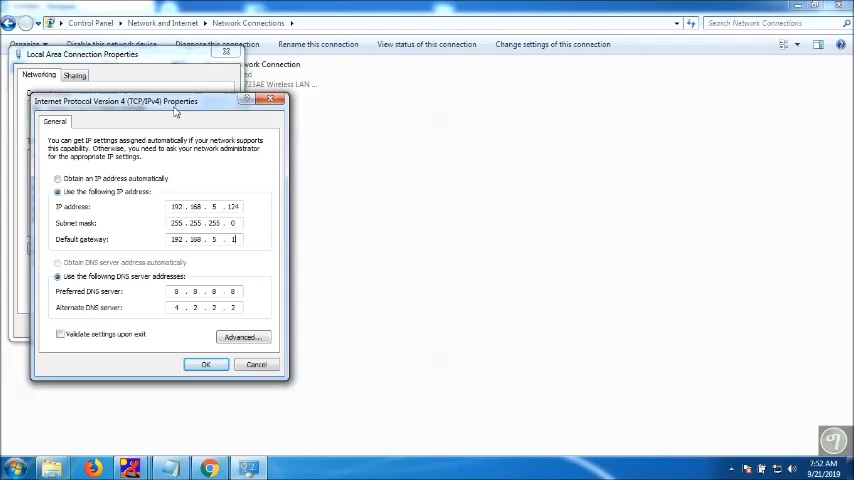 Control Panel
Network and Internet
Network Connections
Search Network Connections
Organize
Disable this network device
Diagnose this connection
Rename this connection
View status of this connection
Change settings of this connection
Local Area Connection Properties
Networking
Sharing
Network Connection
723AE Wireless LAN ...
Internet Protocol Version 4 (TCP/IPv4) Properties
General
You can get IP settings assigned automatically if your network supports
this capability. Otherwise, you need to ask your network administrator
for the appropriate IP settings.
Obtain an IP address automatically
Use the following IP address:
IP address:
192 . 168 . 5 . 124
Subnet mask:
255 . 255 . 255 . 0
Default gateway:
192 . 168 . 5 . 1
Obtain DNS server address automatically
Use the following DNS server addresses:
Preferred DNS server:
8 . 8 . 8 . 8
Alternate DNS server:
4 . 2 . 2 . 2
Validate settings upon exit
Advanced...
OK
Cancel
7:52 AM
9/21/2019